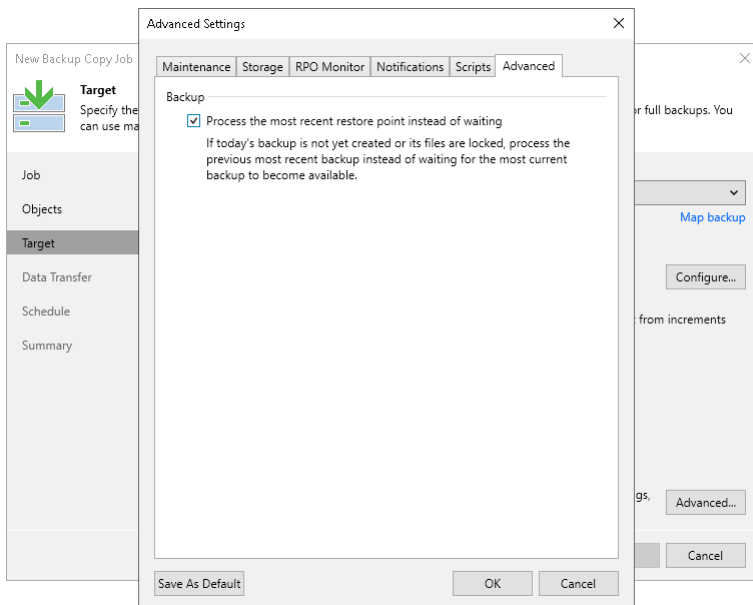 Advanced Settings
New Backup Copy Job
Target
Specify the
can use ma
or full backups. You
Job
Objects
Target
Data Transfer
Schedule
Summary
Maintenance Storage RPO Monitor Notifications Scripts Advanced
Backup
Process the most recent restore point instead of waiting
If today's backup is not yet created or its files are locked, process the
previous most recent backup instead of waiting for the most current
backup to become available.
Map backup
Configure...
from increments
gs,
Advanced...
Cancel
Save As Default
OK
Cancel